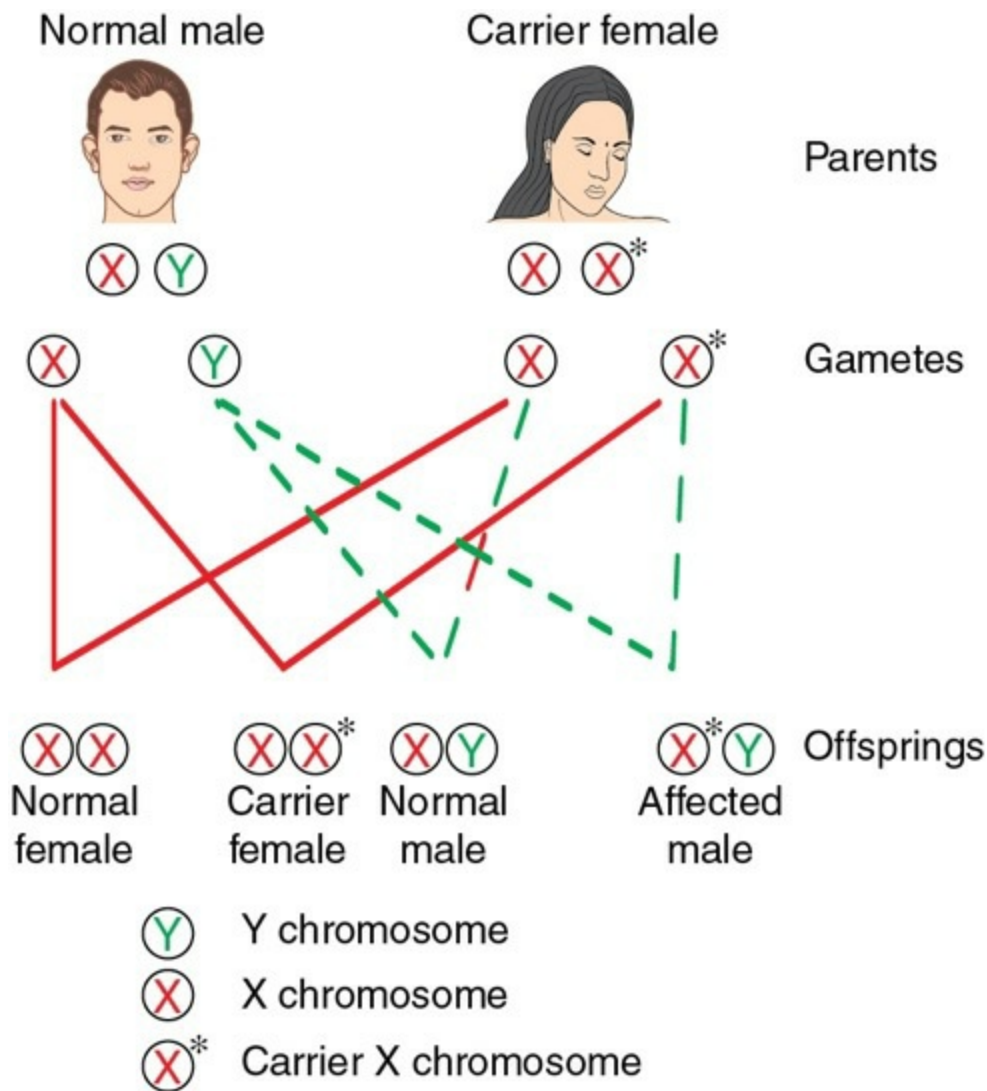 Normal male Carrier female
Parents
X Y X X*
X Y X X* Gametes
XX XX* XY X*Y Offsprings
Normal Carrier Normal Affected
female female male male
Y Y chromosome
X X chromosome
X* Carrier X chromosome